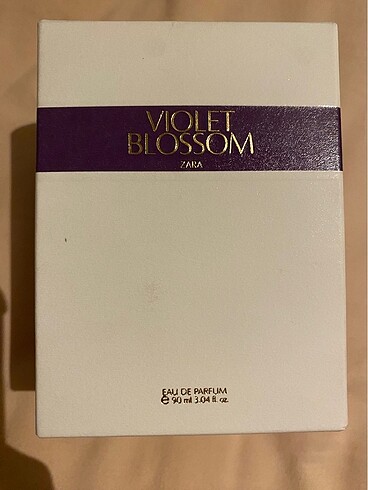 VIOLET
BLOSSOM
ZARA
EAU DE PARFUM
℮ 90 ml 3.04 fl. oz.